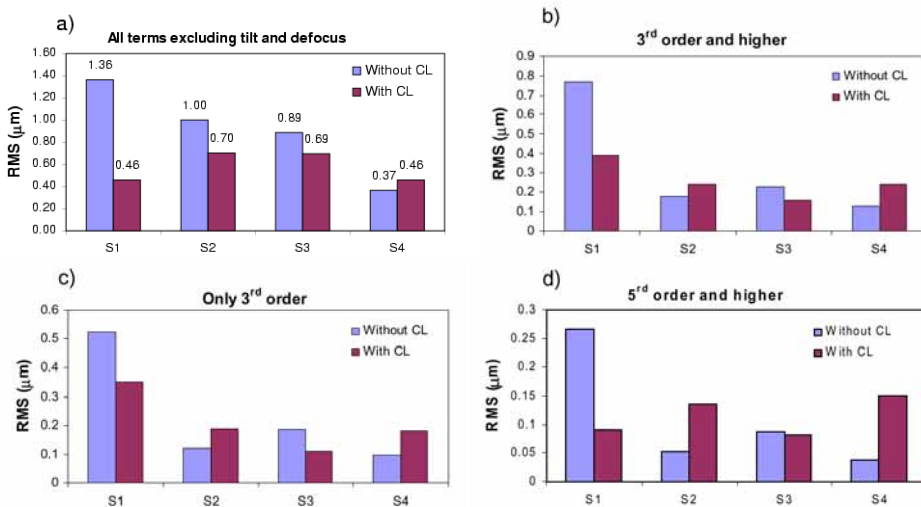 a)
All terms excluding tilt and defocus
RMS (µm)
1.60
1.40
1.20
1.00
0.80
0.60
0.40
0.20
0.00
1.36
0.46
1.00
0.70
0.89
0.69
0.37
0.46
Without CL
With CL
S1 S2 S3 S4
b)
3rd order and higher
RMS (µm)
0.9
0.8
0.7
0.6
0.5
0.4
0.3
0.2
0.1
0
Without CL
With CL
S1 S2 S3 S4
c)
Only 3rd order
RMS (µm)
0.6
0.5
0.4
0.3
0.2
0.1
0
Without CL
With CL
S1 S2 S3 S4
d)
5rd order and higher
RMS (µm)
0.3
0.25
0.2
0.15
0.1
0.05
0
Without CL
With CL
S1 S2 S3 S4